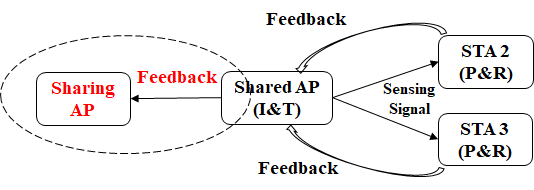 Feedback
Sharing
AP
Feedback
Shared AP
(I&T)
Sensing
Signal
STA 2
(P&R)
STA 3
(P&R)
Feedback